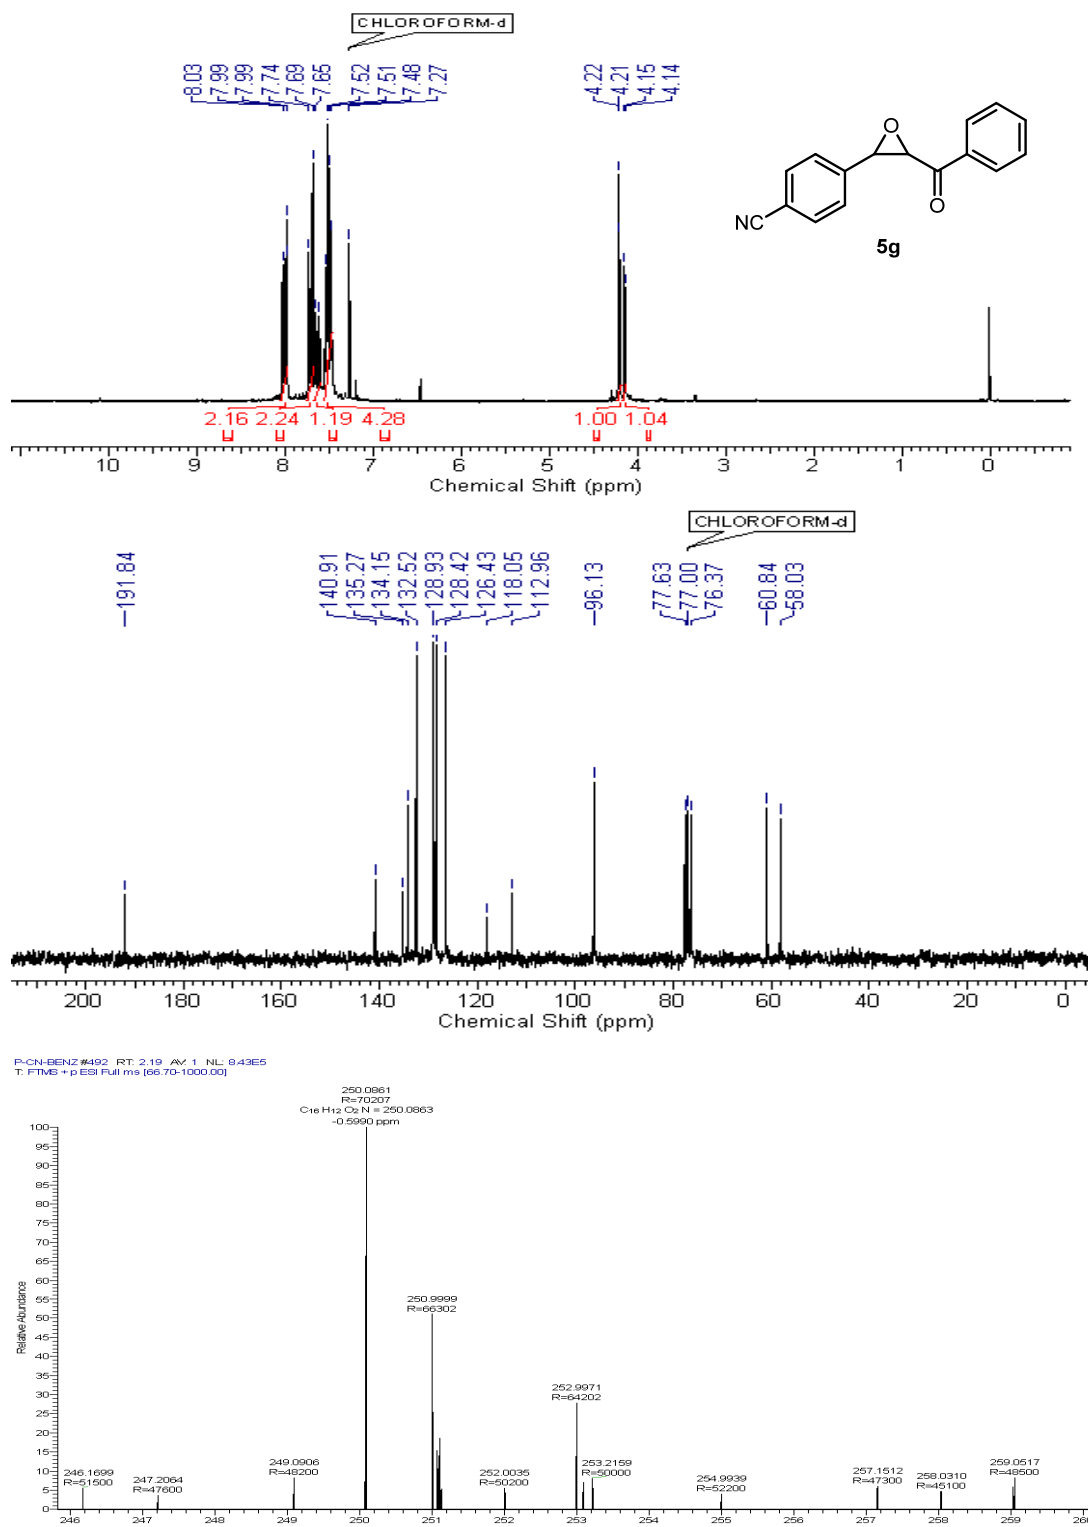 CHLOROFORM-d
8.03
7.99
7.99
7.74
7.69
7.65
7.52
7.51
7.48
7.27
4.22
4.21
4.15
4.14
O
O
NC
5g
2.16 2.24 1.19 4.28 1.00 1.04
10 9 8 7 6 5 4 3 2 1 0
Chemical Shift (ppm)
CHLOROFORM-d
191.84
140.91
135.27
134.15
132.52
128.93
128.42
126.43
118.05
112.96
96.13
77.63
77.00
76.37
60.84
58.03
200 180 160 140 120 100 80 60 40 20 0
Chemical Shift (ppm)
P-CN-BENZ #492 RT: 2.19 AV: 1 NL: 8.43E5
T: FTMS + p ESI Full ms [66.70-1000.00]
250.0861
R=70207
C16 H12 O2 N = 250.0863
-0.5990 ppm
100
95
90
85
80
75
70
65
60
55
50
45
40
35
30
25
20
15
10
5
0
Relative Abundance
250.9999
R=66302
252.9971
R=64202
246.1699
R=51500
247.2064
R=47600
249.0906
R=48200
252.0035
R=50200
253.2159
R=50000
254.9939
R=52200
257.1512
R=47300
258.0310
R=45100
259.0517
R=48500
246 247 248 249 250 251 252 253 254 255 256 257 258 259 260